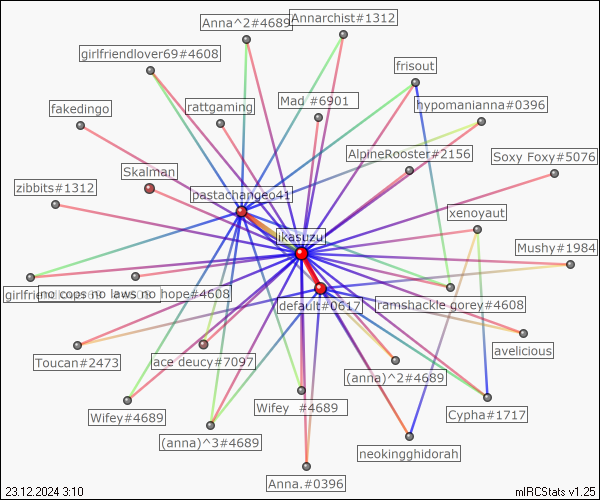 Anna^2#4689
Annarchist#1312
girlfriendlover69#4608
frisout
fakedingo
rattgaming
Mad #6901
hypomanianna#0396
AlpineRooster#2156
Soxy Foxy#5076
Skalman
zibbits#1312
pastachangeo41
xenoyaut
ikasuzu
Mushy#1984
no cops no laws no hope#4608
default#0617
ramshackle gorey#4608
avelicious
Toucan#2473
ace deucy#7097
(anna)^2#4689
Wifey#4689
Wifey #4689
Cypha#1717
(anna)^3#4689
neokingghidorah
Anna.#0396
23.12.2024 3:10
mIRCStats v1.25